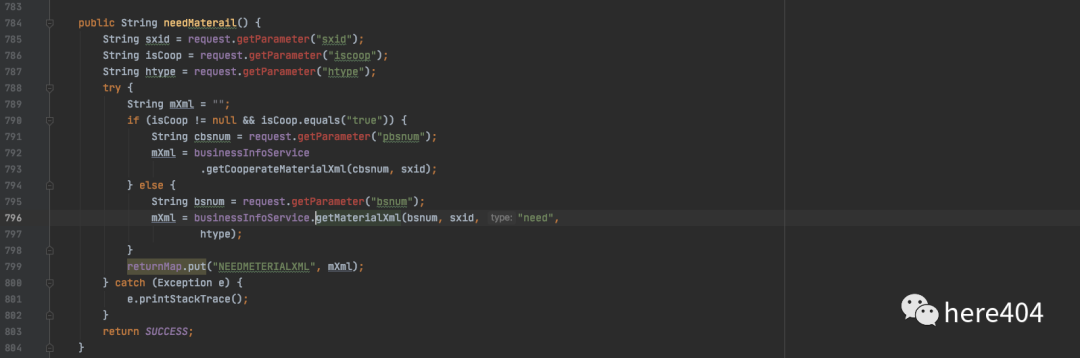 783
784 public String needMaterail() {
785 String sxid = request.getParameter("sxid");
786 String isCoop = request.getParameter("iscoop");
787 String htype = request.getParameter("htype");
788 try {
789 String mXml = "";
790 if (isCoop != null && isCoop.equals("true")) {
791 String cbsnum = request.getParameter("pbsnum");
792 mXml = businessInfoService
793 .getCooperateMaterialXml(cbsnum, sxid);
794 } else {
795 String bsnum = request.getParameter("bsnum");
796 mXml = businessInfoService.getMaterialXml(bsnum, sxid, type: "need",
797 htype);
798 }
799 returnMap.put("NEEDMETERIALXML", mXml);
800 } catch (Exception e) {
801 e.printStackTrace();
802 }
803 return SUCCESS;
804 }
here404